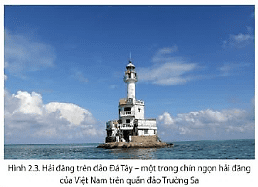 Hình 2.3. Hải đăng trên đảo Đá Tây – một trong chín ngọn hải đăng
của Việt Nam trên quần đảo Trường Sa